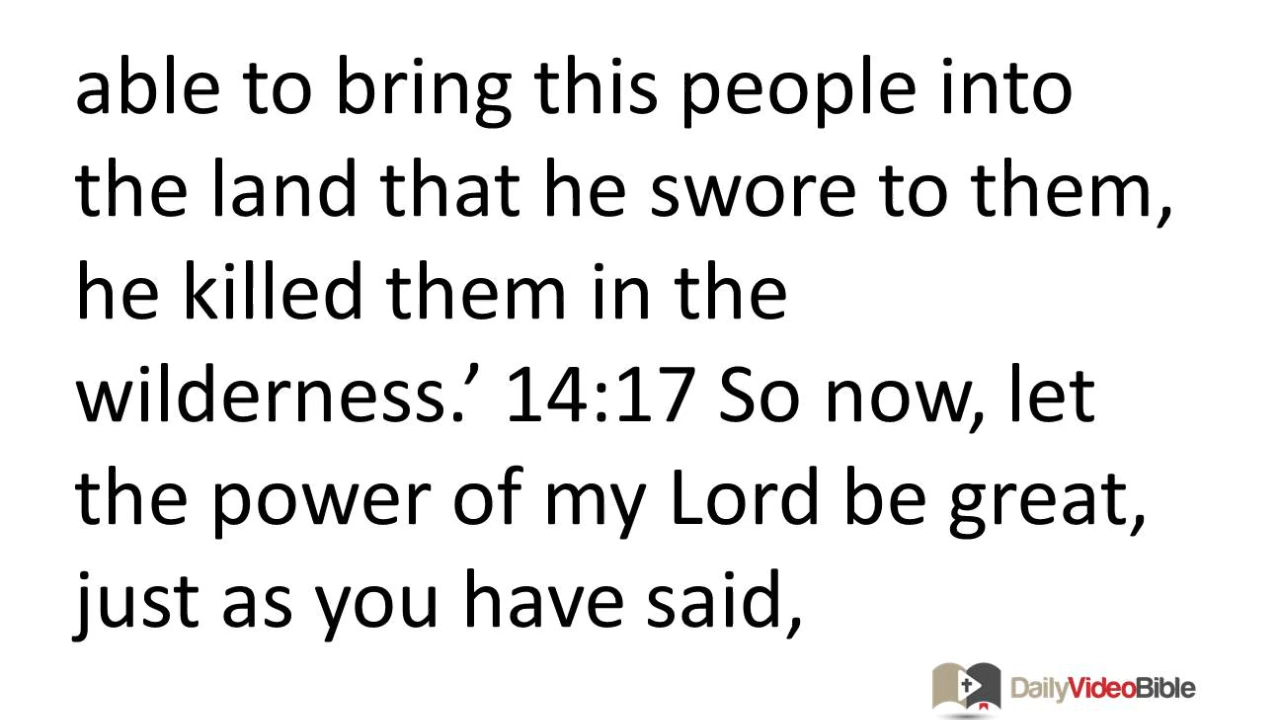 able to bring this people into
the land that he swore to them,
he killed them in the
wilderness.’ 14:17 So now, let
the power of my Lord be great,
just as you have said,
DailyVideoBible